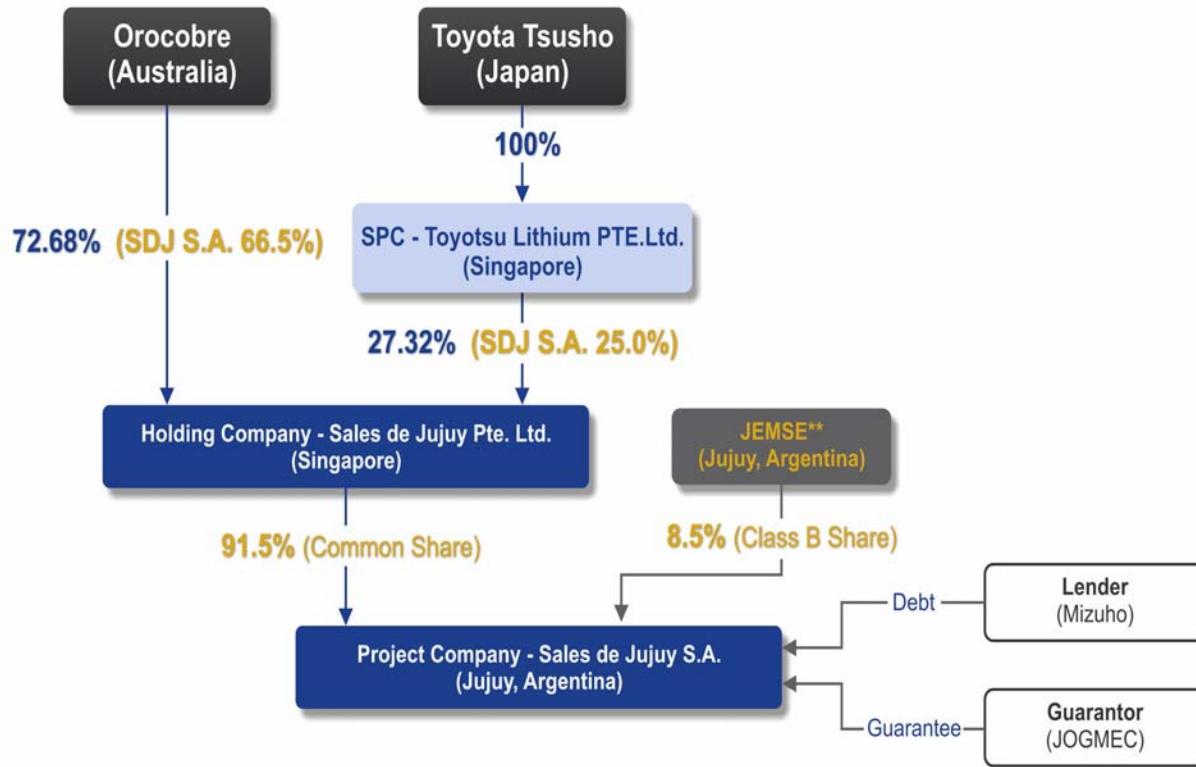 Orocobre
(Australia)
Toyota Tsusho
(Japan)
100%
SPC - Toyotsu Lithium PTE.Ltd.
(Singapore)
72.68% (SDJ S.A. 66.5%)
27.32% (SDJ S.A. 25.0%)
Holding Company - Sales de Jujuy Pte. Ltd.
(Singapore)
JEMSE**
(Jujuy, Argentina)
91.5% (Common Share)
8.5% (Class B Share)
Project Company - Sales de Jujuy S.A.
(Jujuy, Argentina)
Debt
Lender
(Mizuho)
Guarantee
Guarantor
(JOGMEC)